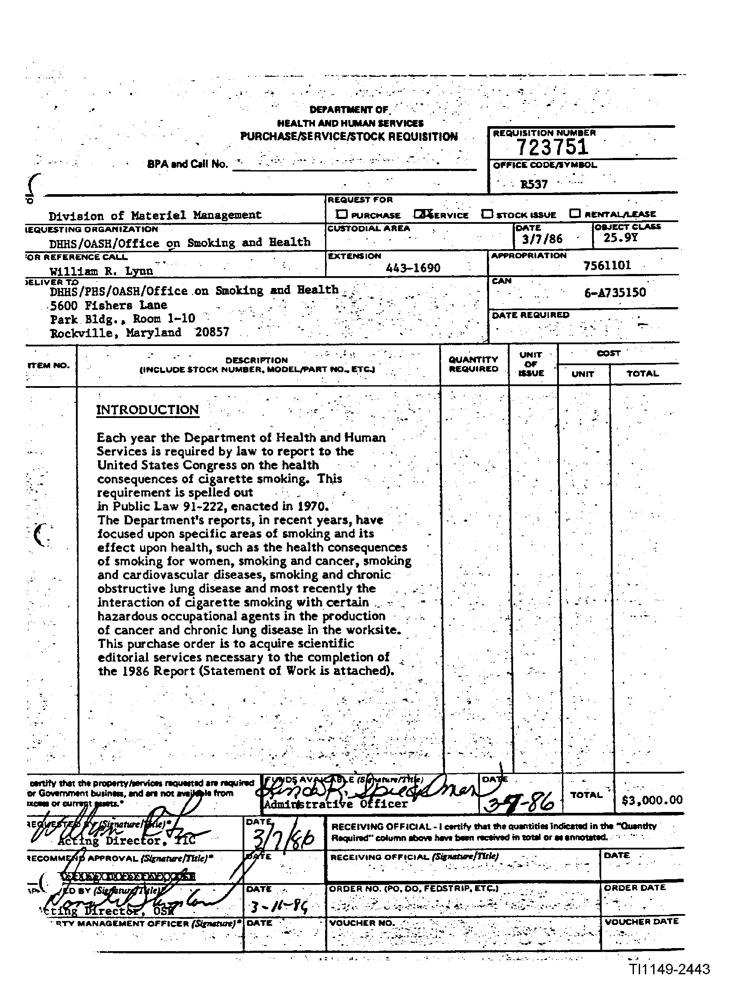 DEPARTMENT OF
HEALTH AND HUMAN SERVICES
PURCHASE/SERVICE/STOCK REQUISITION
REQUISITION NUMBER
723751
BPA and Call No.
OFFICE CODE/SYMBOL
R537
REQUEST FOR
Division of Materiel Management
PURCHASE SERVICE STOCK ISSUE RENTAL/LEASE
EQUESTING ORGANIZATION
CUSTODIAL AREA
DATE
OBJECT CLASS
DHHS/OASH/Office on Smoking and Health
3/7/86
25.9Y
OR REFERENCE CALL
EXTENSION
APPROPRIATION
William R. Lynn
443-1690
7561101
DELIVER TO
CAN
DHHS/PHS/OASH/Office on Smoking and Health
6-A735150
5600 Fishers Lane
Park Bldg., Room 1-10
DATE REQUIRED
Rockville, Maryland 20857
ITEM NO.
DESCRIPTION
(INCLUDE STOCK NUMBER, MODEL/PART NO., ETC.)
QUANTITY
REQUIRED
UNIT
OF
ISSUE
COST
UNIT
TOTAL
INTRODUCTION
Each year the Department of Health and Human
Services is required by law to report to the
United States Congress on the health
consequences of cigarette smoking. This
requirement is spelled out
in Public Law 91-222, enacted in 1970.
The Department's reports, in recent years, have
focused upon specific areas of smoking and its
effect upon health, such as the health consequences
of smoking for women, smoking and cancer, smoking
and cardiovascular diseases, smoking and chronic
obstructive lung disease and most recently the
interaction of cigarette smoking with certain
hazardous occupational agents in the production
of cancer and chronic lung disease in the worksite.
This purchase order is to acquire scientific
editorial services necessary to the completion of
the 1986 Report (Statement of Work is attached).
certify that the property/services requested are required
or Government business, and are not available from
excess or current assets.*
FUNDS AVAILABLE (Signature/Title)
Administrative Officer
DATE
TOTAL
$3,000.00
REQUESTED BY (Signature/Title)*
Acting Director, TIC
DATE
3/7/86
RECEIVING OFFICIAL - I certify that the quantities indicated in the "Quantity
Required" column above have been received in total or as annotated.
RECOMMEND APPROVAL (Signature/Title)*
DATE
RECEIVING OFFICIAL (Signature/Title)
DATE
ED BY (Signature/Title)
Acting Director, OSH
DATE
3-11-86
ORDER NO. (PO, DO, FEDSTRIP, ETC.)
ORDER DATE
RTY MANAGEMENT OFFICER (Signature)*
DATE
VOUCHER NO.
VOUCHER DATE
TI1149-2443